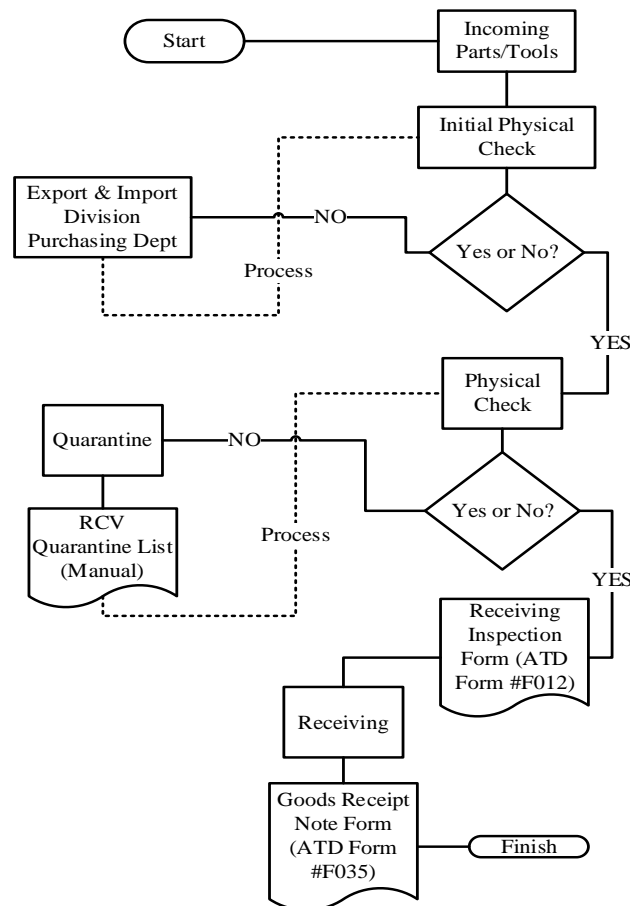 Start
Incoming
Parts/Tools
Initial Physical
Check
Export & Import
Division
Purchasing Dept
NO
Yes or No?
Process
YES
Physical
Check
Quarantine
NO
Yes or No?
RCV
Quarantine List
(Manual)
Process
YES
Receiving
Inspection
Form (ATD
Form #F012)
Receiving
Goods Receipt
Note Form
(ATD Form
#F035)
Finish